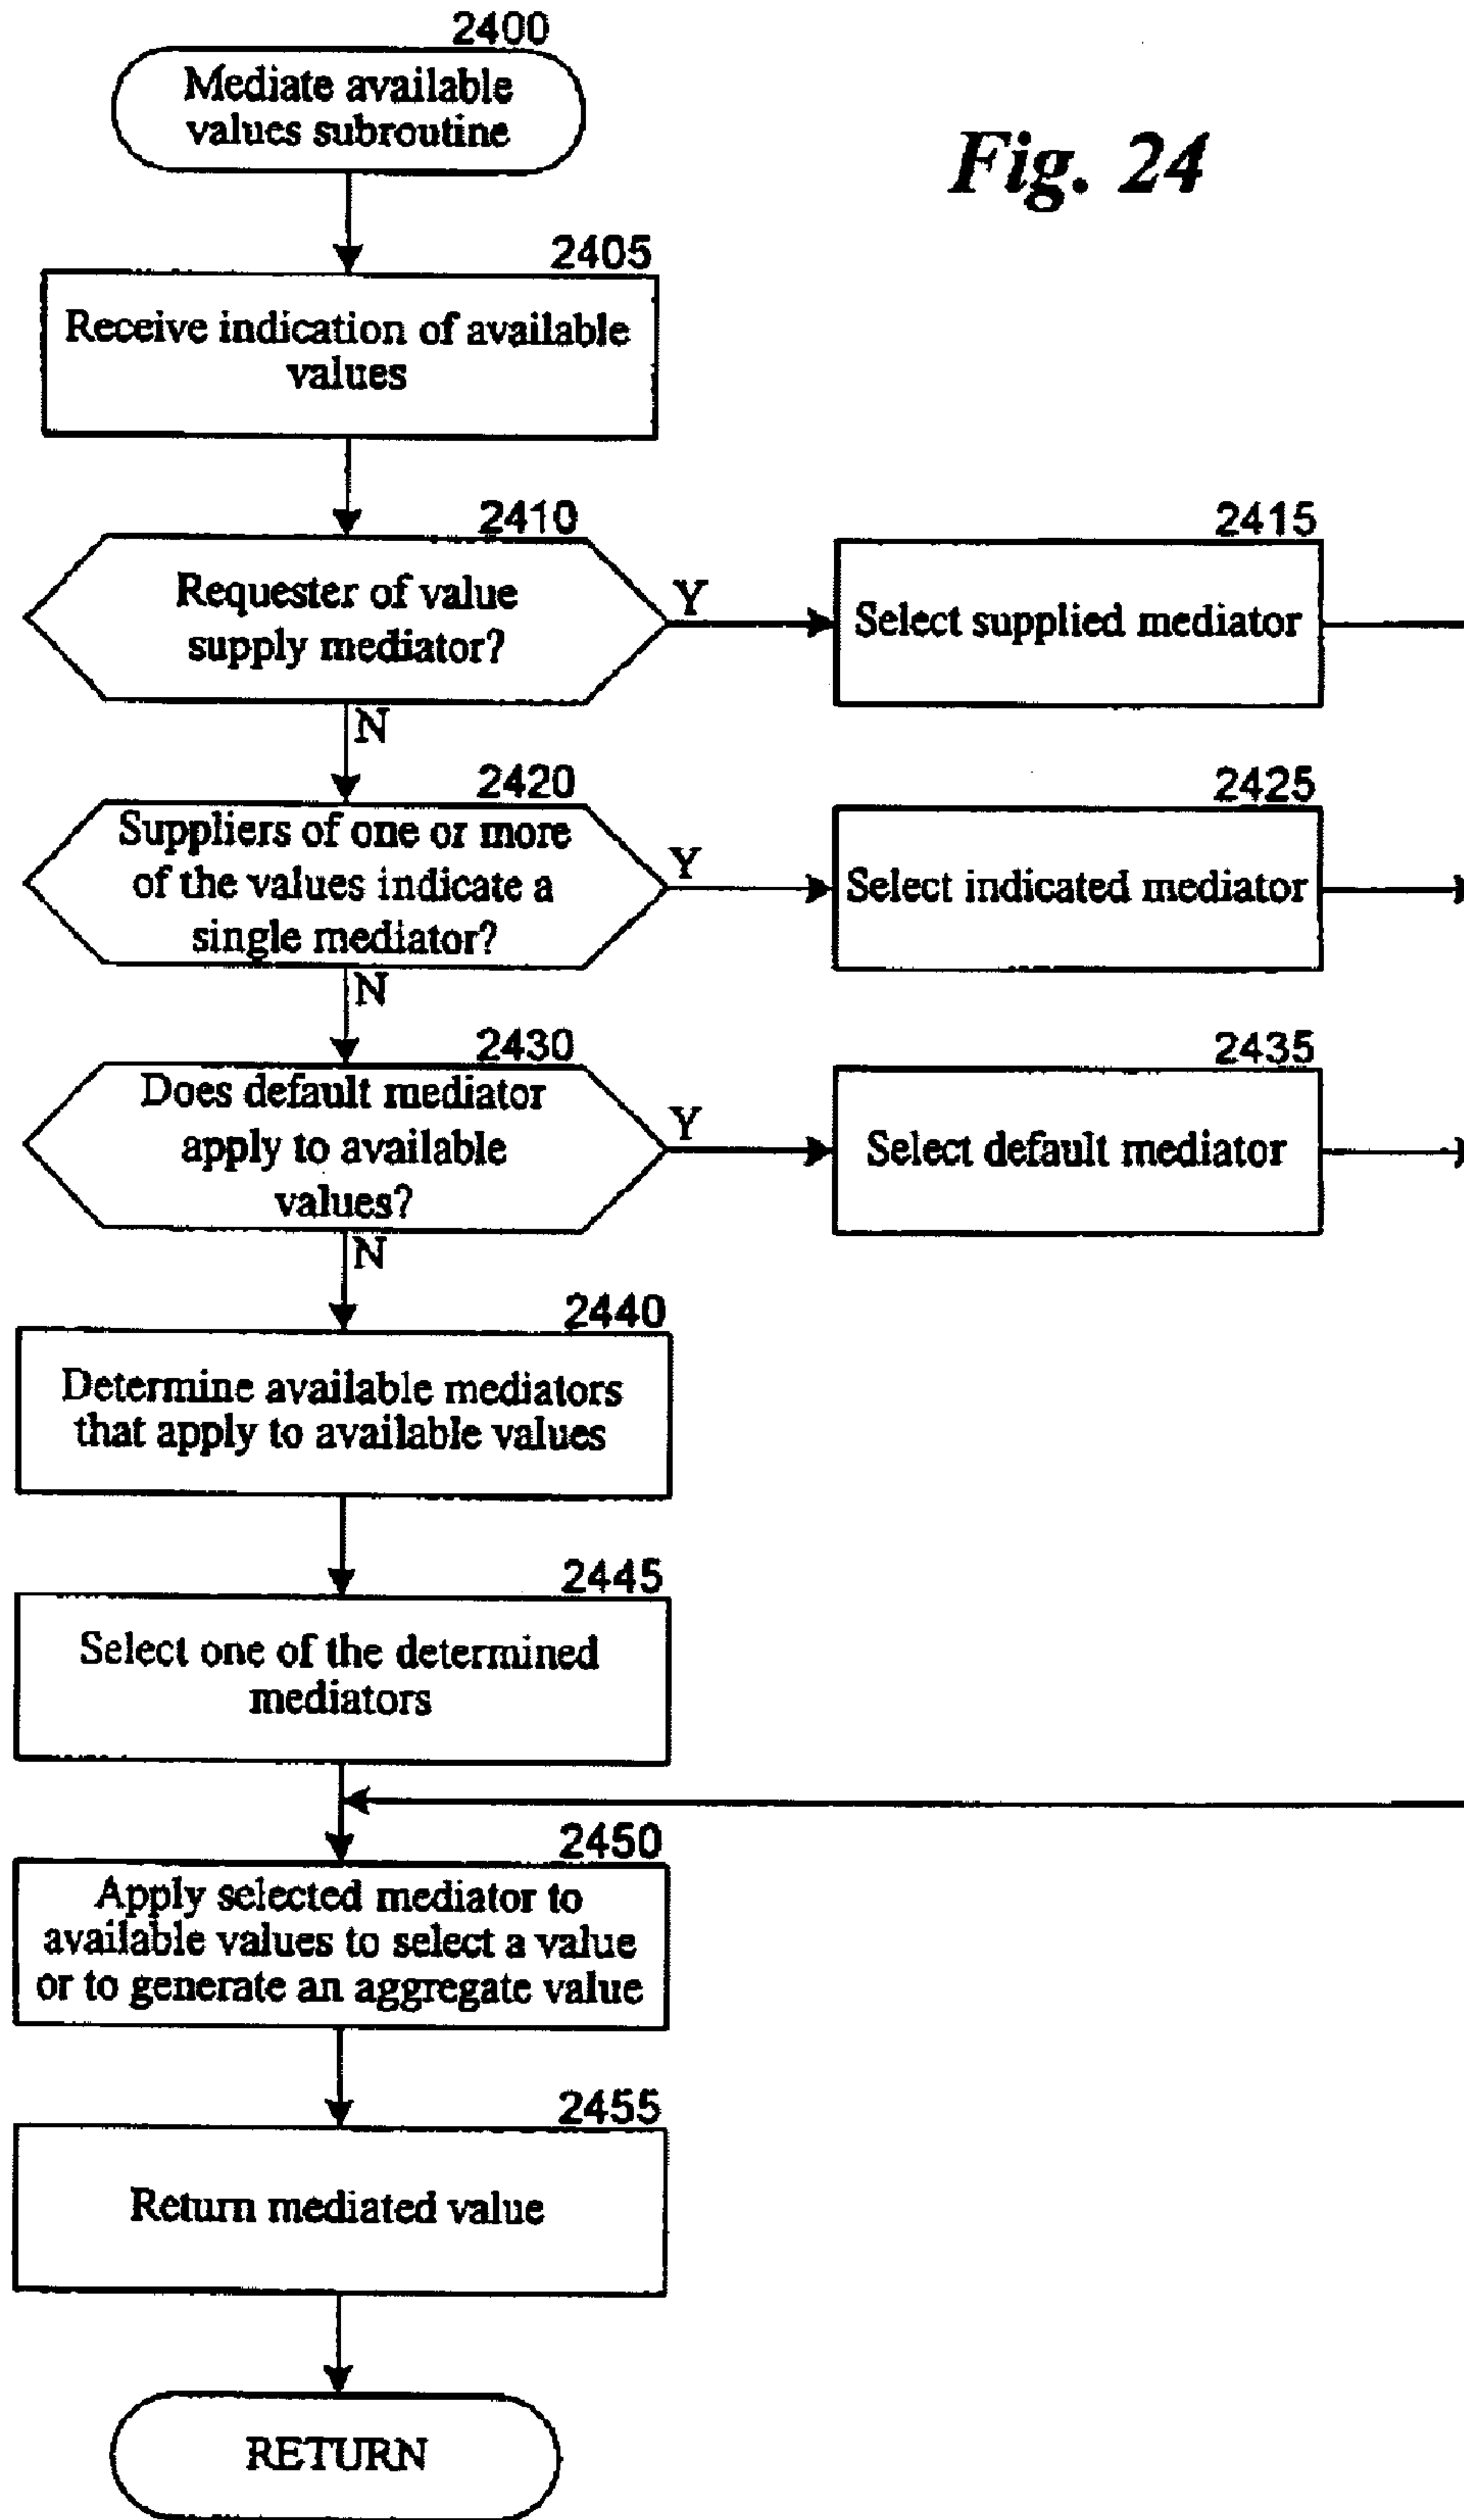 2400
Mediate available
values subroutine
Fig. 24
2405
Receive indication of available
values
2410
Requester of value
supply mediator?
Y
2415
Select supplied mediator
N
2420
Suppliers of one or more
of the values indicate a
single mediator?
Y
2425
Select indicated mediator
N
2430
Does default mediator
apply to available
values?
Y
2435
Select default mediator
N
2440
Determine available mediators
that apply to available values
2445
Select one of the determined
mediators
2450
Apply selected mediator to
available values to select a value
or to generate an aggregate value
2455
Return mediated value
RETURN